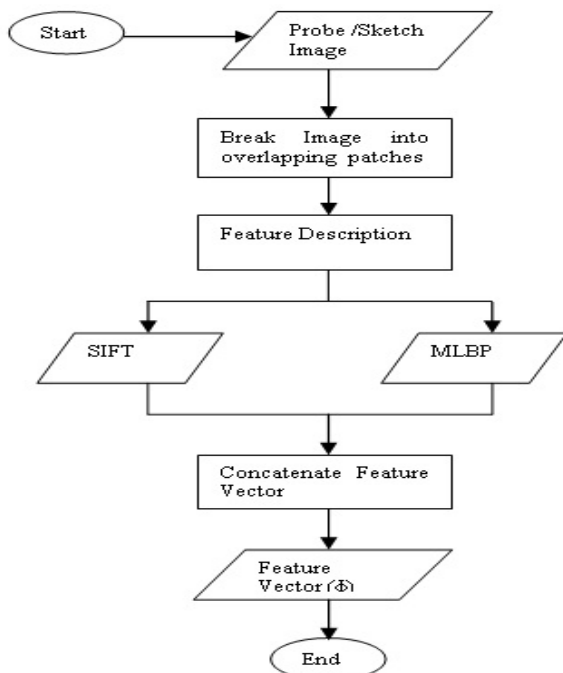 Start
Probe /Sketch
Image
Break Image into
overlapping patches
Feature Description
SIFT
MLBP
Concatenate Feature
Vector
Feature
Vector (Φ)
End